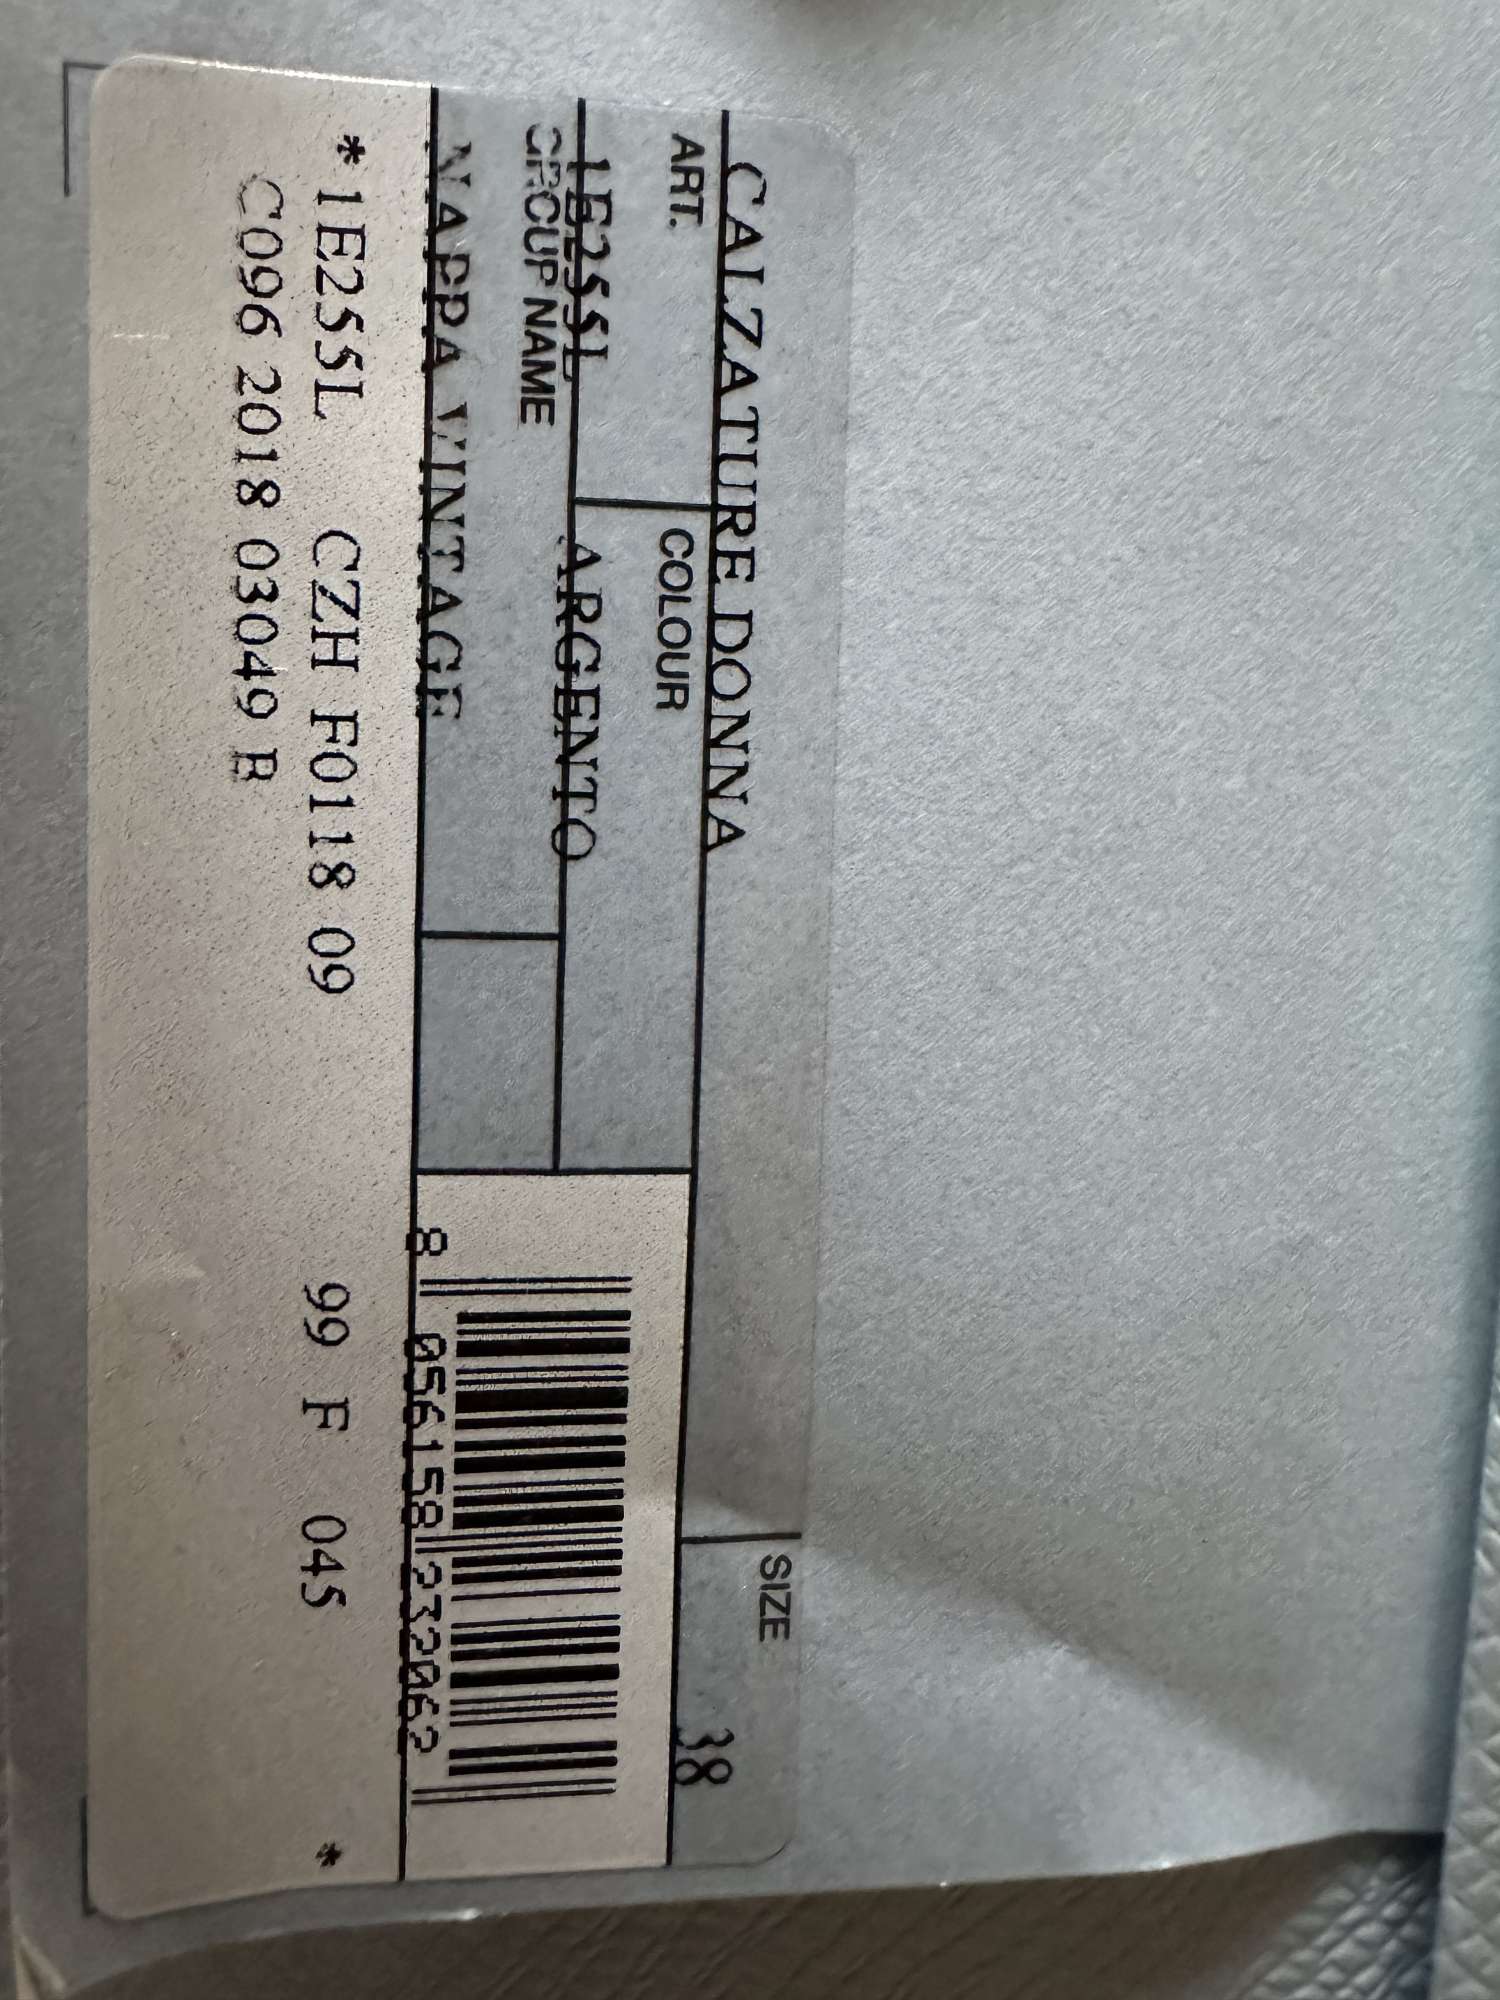 CALZATURE DONNA
SIZE
38
ART.
1E255L
COLOUR
ARGENTO
GROUP NAME
NAPPA VINTAGE
8 056158 232062
*1E255L CZH F0118 09 99 F 045 *
C096 2018 03049 B